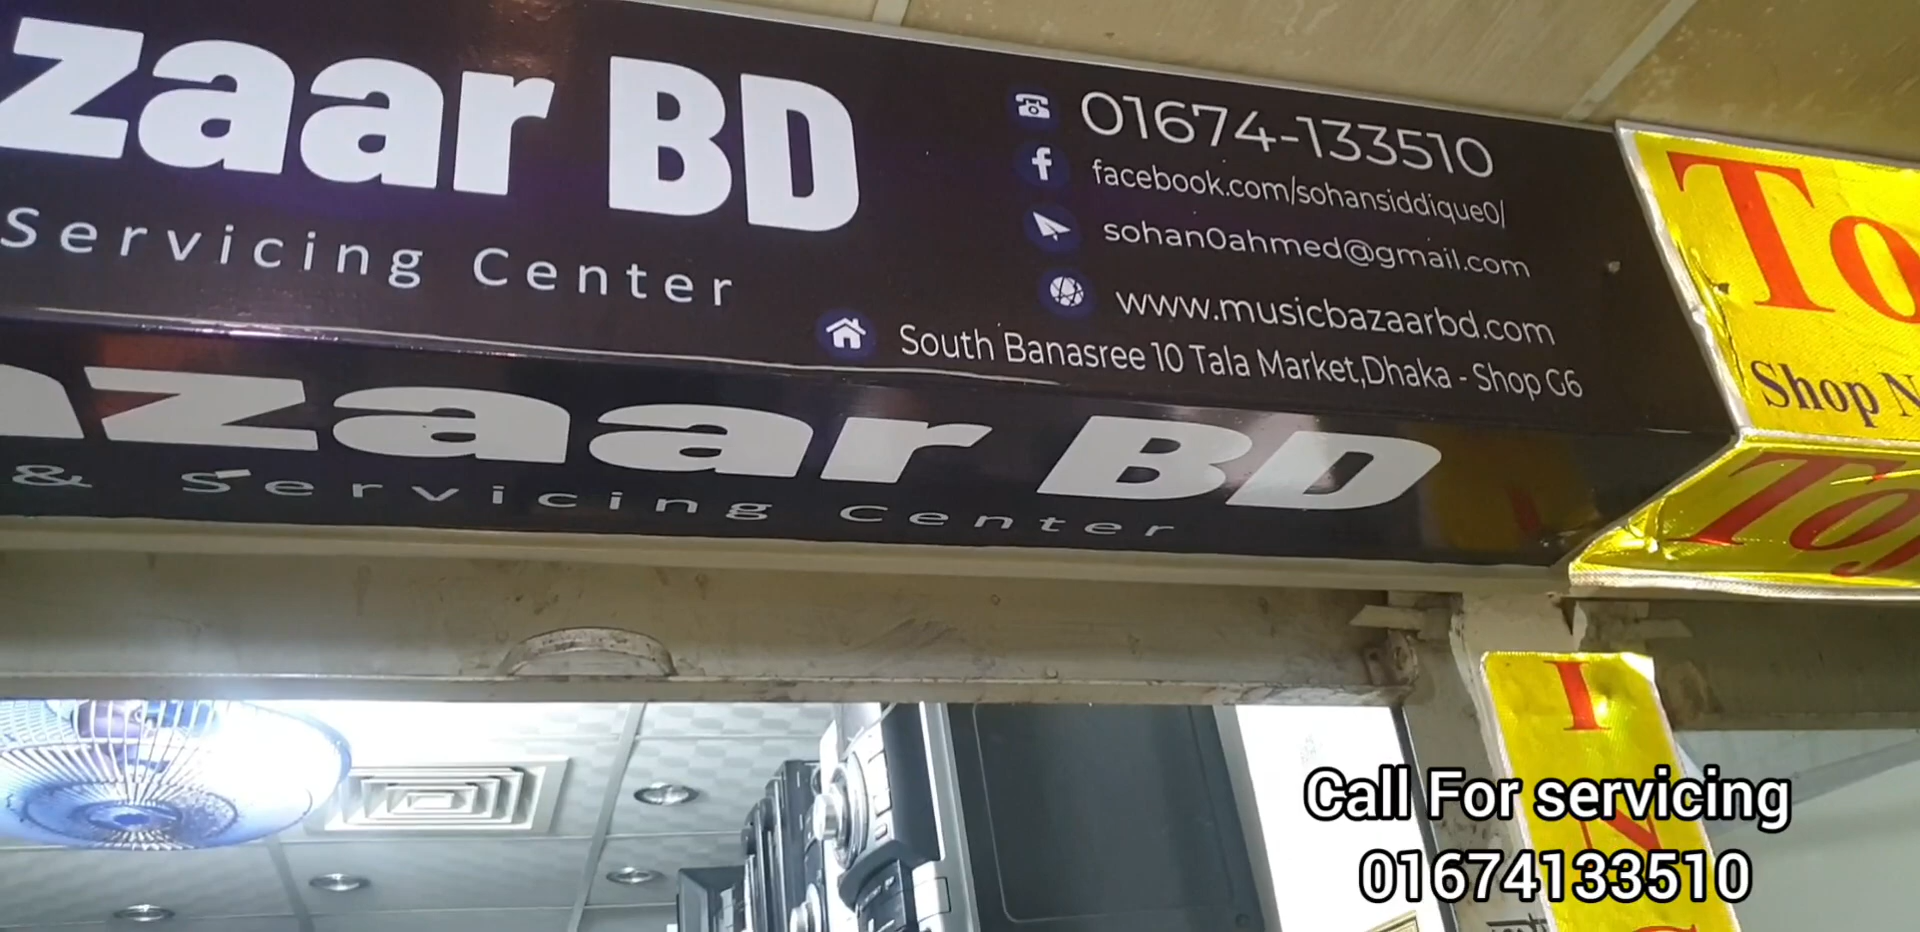 zaar BD
Servicing Center
01674-133510
facebook.com/sohansiddique0/
sohan0ahmed@gmail.com
www.musicbazaarbd.com
South Banasree 10 Tala Market,Dhaka - Shop G6
azaar BD
& Servicing Center
To
Shop N
Top
I
N
Call For servicing
01674133510